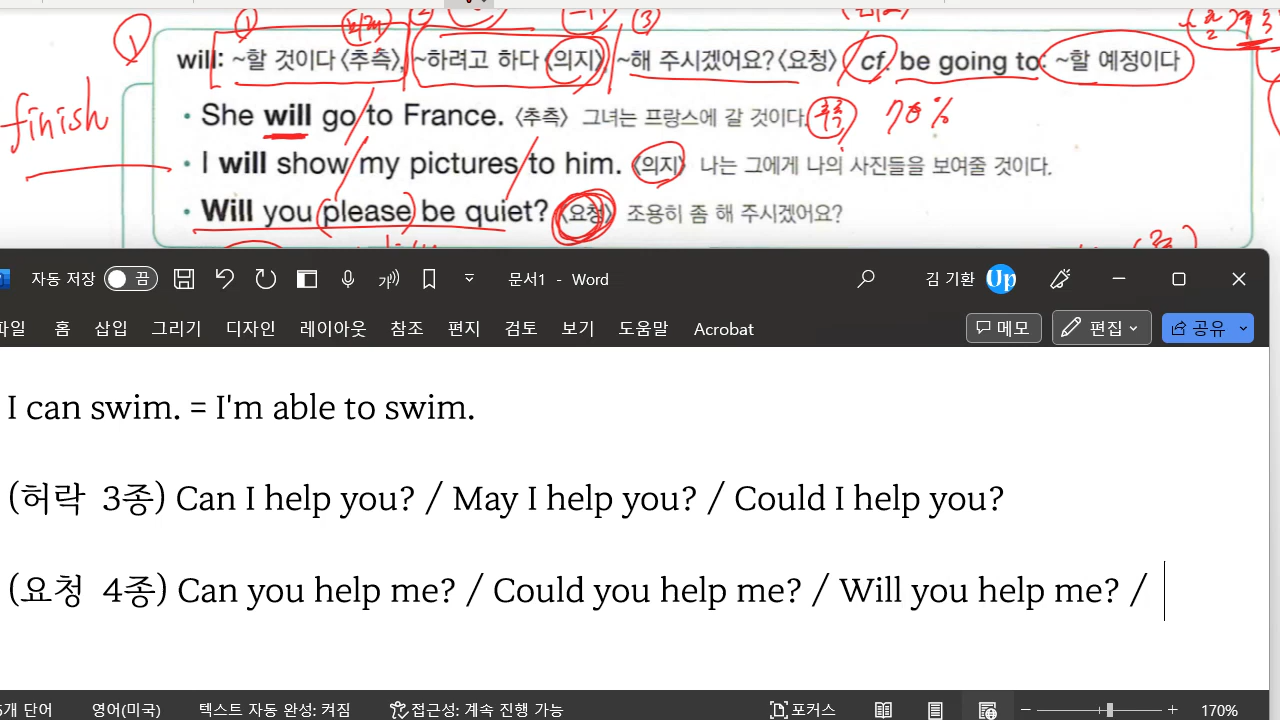 will: ~할 것이다〈추측〉, ~하려고 하다〈의지〉, ~해 주시겠어요?〈요청〉 cf. be going to: ~할 예정이다
finish
• She will go to France. 〈추측〉 그녀는 프랑스에 갈 것이다. 70%
• I will show my pictures to him. 〈의지〉 나는 그에게 나의 사진들을 보여줄 것이다.
• Will you please be quiet? 〈요청〉 조용히 좀 해 주시겠어요?
자동 저장 끔 가)) 문서1 - Word 김 기환 Up
파일 홈 삽입 그리기 디자인 레이아웃 참조 편지 검토 보기 도움말 Acrobat 메모 편집 공유
I can swim. = I'm able to swim.
(허락 3종) Can I help you? / May I help you? / Could I help you?
(요청 4종) Can you help me? / Could you help me? / Will you help me? /
개 단어 영어(미국) 텍스트 자동 완성: 켜짐 접근성: 계속 진행 가능 포커스 170%